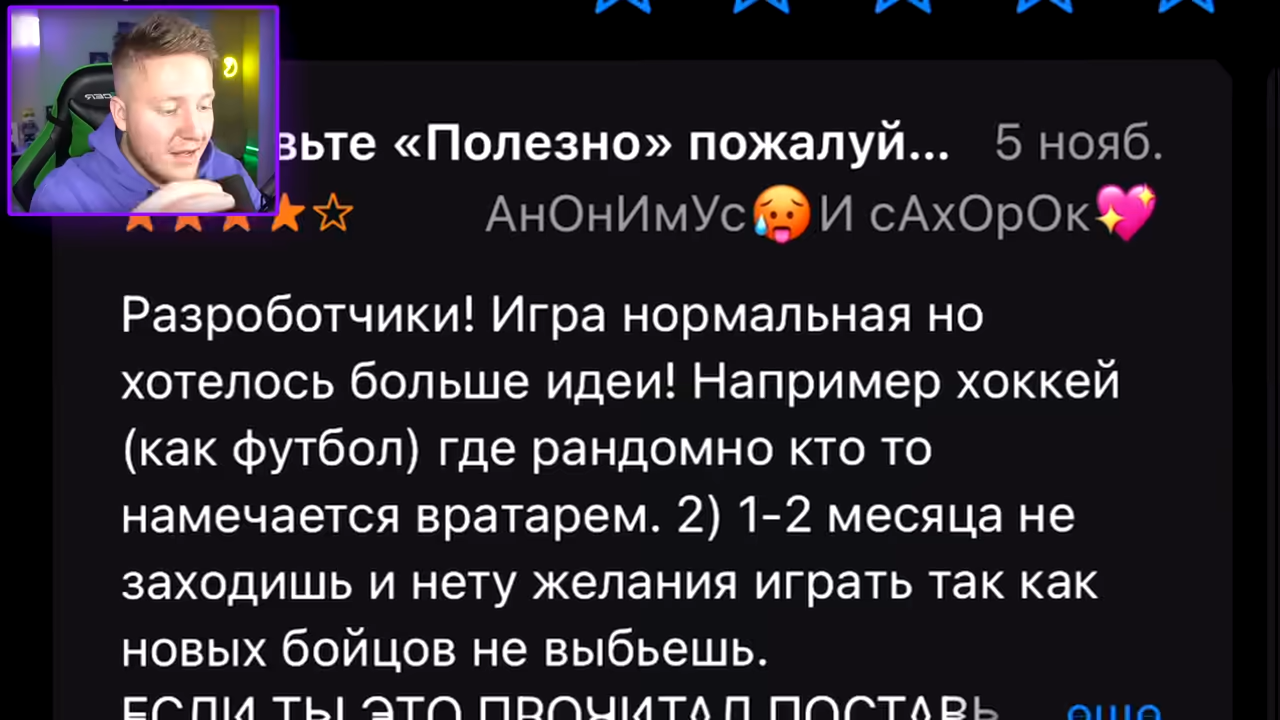 вьте «Полезно» пожалуй... 5 нояб.
АнОнИмУс🥵И сАхОрОк💖
Разроботчики! Игра нормальная но
хотелось больше идеи! Например хоккей
(как футбол) где рандомно кто то
намечается вратарем. 2) 1-2 месяца не
заходишь и нету желания играть так как
новых бойцов не выбьешь.
ЕСЛИ ТЫ ЭТО ПРОЧИТАЛ ПОСТАВЬ еще